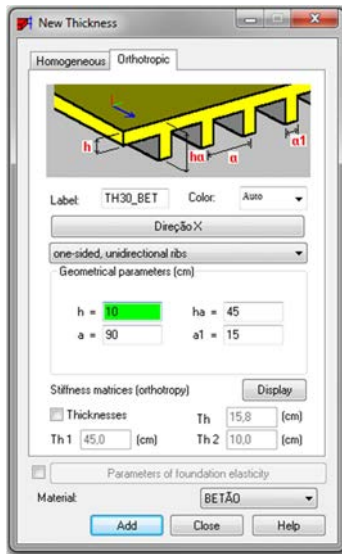 New Thickness
Homogeneous Orthotropic
h ha a a1
Label: TH30_BET Color: Auto
Direção X
one-sided, unidirectional ribs
Geometrical parameters (cm)
h = 10 ha = 45
a = 90 a1 = 15
Stiffness matrices (orthotropy) Display
Thicknesses Th 15,8 (cm)
Th 1 45,0 (cm) Th 2 10,0 (cm)
Parameters of foundation elasticity
Material: BETÃO
Add Close Help